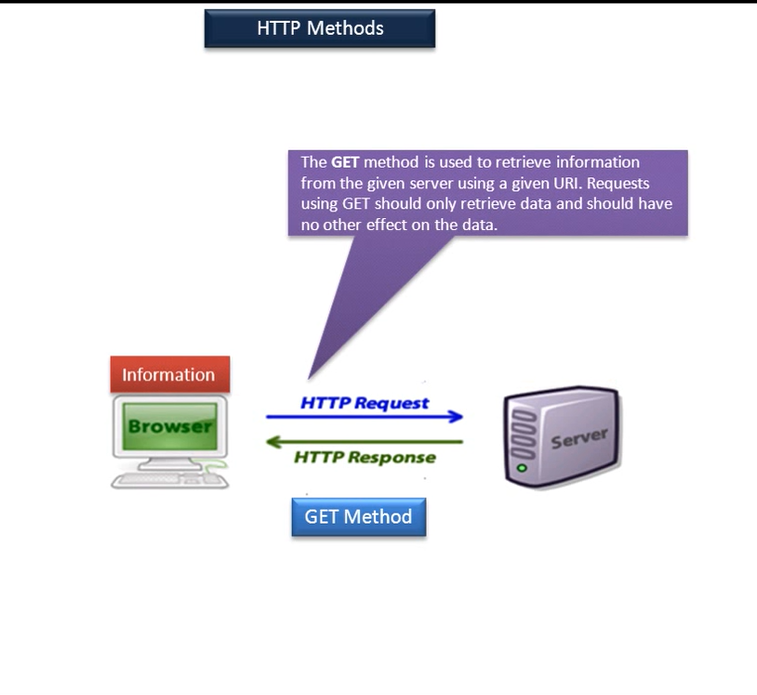 HTTP Methods
The GET method is used to retrieve information
from the given server using a given URI. Requests
using GET should only retrieve data and should have
no other effect on the data.
Information
Browser
HTTP Request
HTTP Response
Server
GET Method